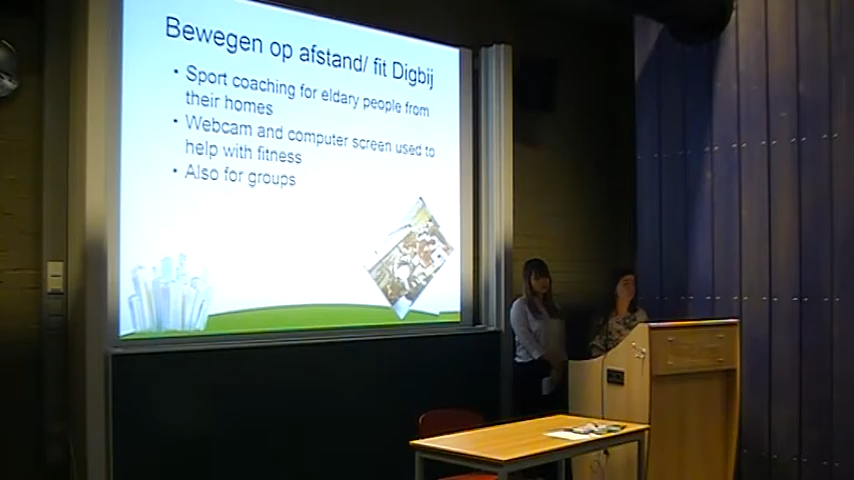 Bewegen op afstand/ fit Digbij
• Sport coaching for eldary people from
their homes
• Webcam and computer screen used to
help with fitness
• Also for groups